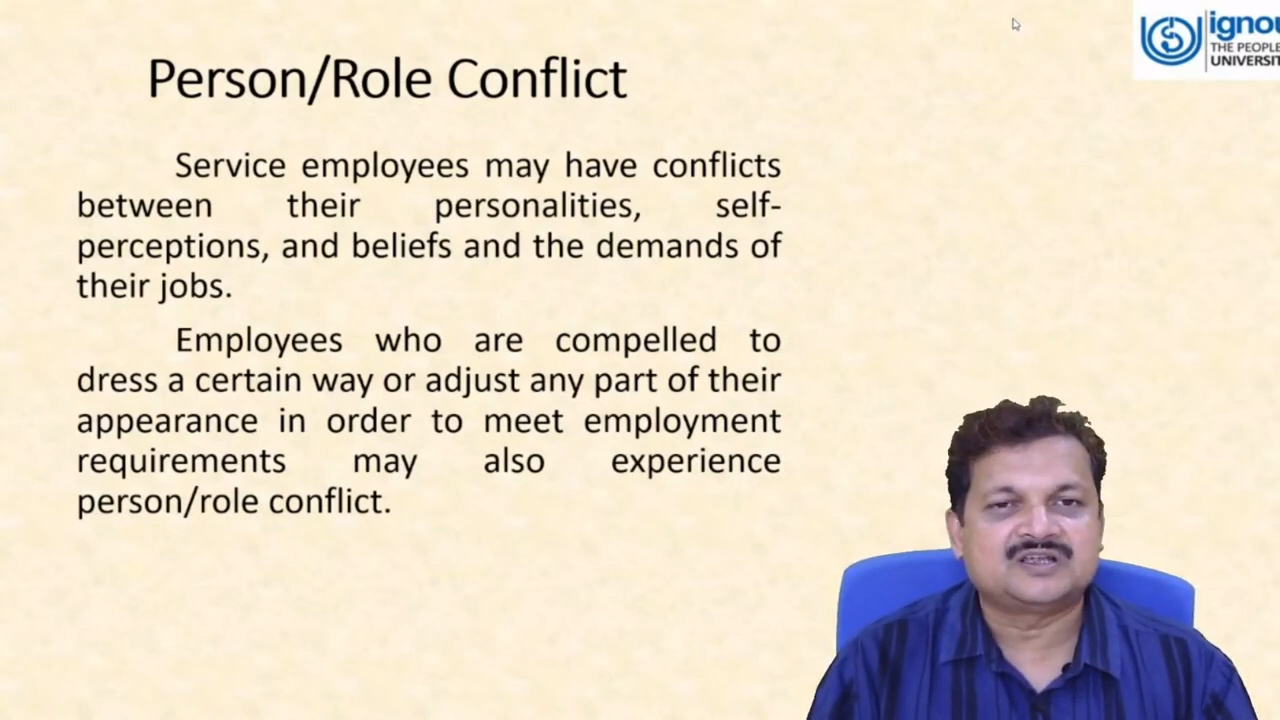 Person/Role Conflict
Service employees may have conflicts
between their personalities, self-
perceptions, and beliefs and the demands of
their jobs.
Employees who are compelled to
dress a certain way or adjust any part of their
appearance in order to meet employment
requirements may also experience
person/role conflict.
ignou
THE PEOPLE
UNIVERSIT